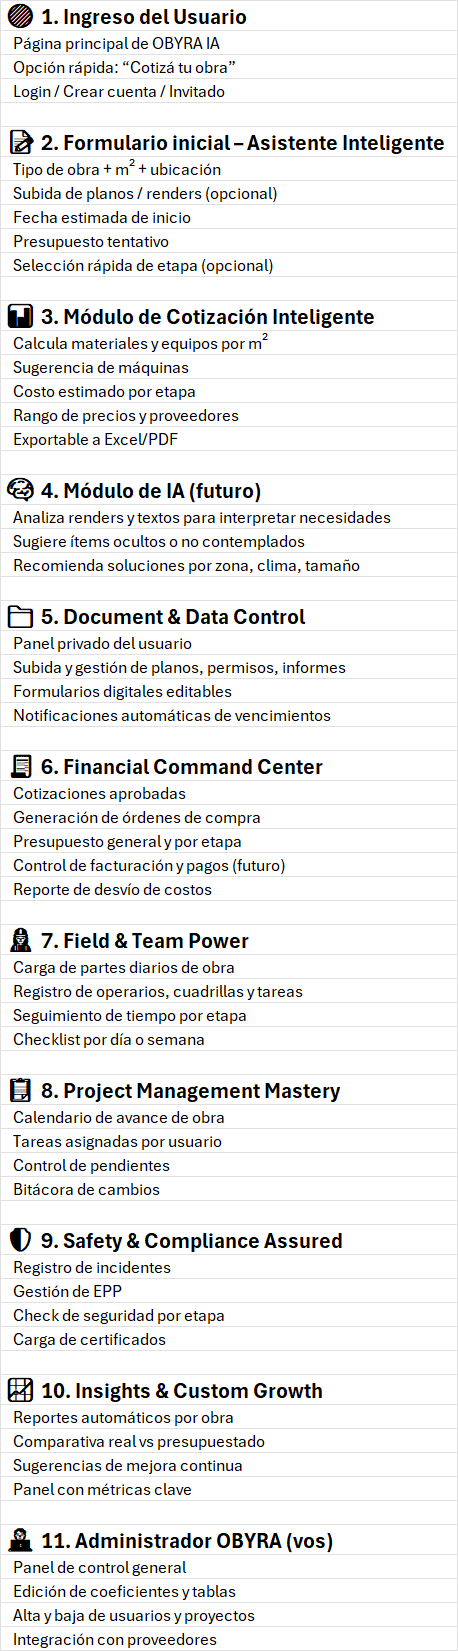 1. Ingreso del Usuario
Página principal de OBYRA IA
Opción rápida: “Cotizá tu obra”
Login / Crear cuenta / Invitado
2. Formulario inicial – Asistente Inteligente
Tipo de obra + m² + ubicación
Subida de planos / renders (opcional)
Fecha estimada de inicio
Presupuesto tentativo
Selección rápida de etapa (opcional)
3. Módulo de Cotización Inteligente
Calcula materiales y equipos por m²
Sugerencia de máquinas
Costo estimado por etapa
Rango de precios y proveedores
Exportable a Excel/PDF
4. Módulo de IA (futuro)
Analiza renders y textos para interpretar necesidades
Sugiere ítems ocultos o no contemplados
Recomienda soluciones por zona, clima, tamaño
5. Document & Data Control
Panel privado del usuario
Subida y gestión de planos, permisos, informes
Formularios digitales editables
Notificaciones automáticas de vencimientos
6. Financial Command Center
Cotizaciones aprobadas
Generación de órdenes de compra
Presupuesto general y por etapa
Control de facturación y pagos (futuro)
Reporte de desvío de costos
7. Field & Team Power
Carga de partes diarios de obra
Registro de operarios, cuadrillas y tareas
Seguimiento de tiempo por etapa
Checklist por día o semana
8. Project Management Mastery
Calendario de avance de obra
Tareas asignadas por usuario
Control de pendientes
Bitácora de cambios
9. Safety & Compliance Assured
Registro de incidentes
Gestión de EPP
Check de seguridad por etapa
Carga de certificados
10. Insights & Custom Growth
Reportes automáticos por obra
Comparativa real vs presupuestado
Sugerencias de mejora continua
Panel con métricas clave
11. Administrador OBYRA (vos)
Panel de control general
Edición de coeficientes y tablas
Alta y baja de usuarios y proyectos
Integración con proveedores